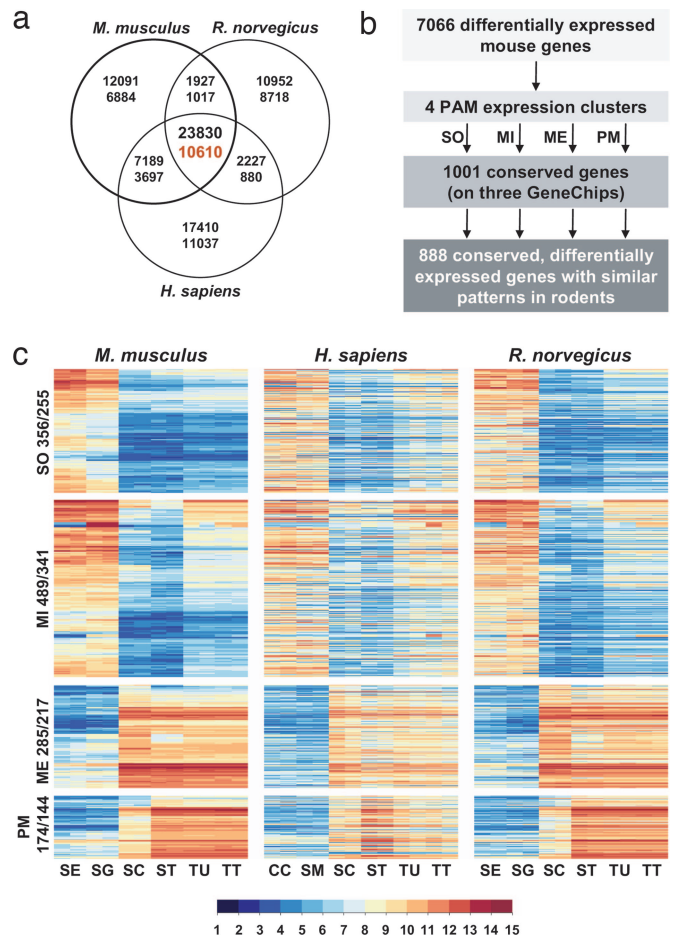 a
M. musculus
R. norvegicus
12091
6884
1927
1017
10952
8718
23830
10610
7189
3697
2227
880
17410
11037
H. sapiens
b
7066 differentially expressed
mouse genes
4 PAM expression clusters
SO MI ME PM
1001 conserved genes
(on three GeneChips)
888 conserved, differentially
expressed genes with similar
patterns in rodents
c
M. musculus H. sapiens R. norvegicus
SO 356/255
MI 489/341
ME 285/217
PM
174/144
SE SG SC ST TU TT CC SM SC ST TU TT SE SG SC ST TU TT
1 2 3 4 5 6 7 8 9 10 11 12 13 14 15